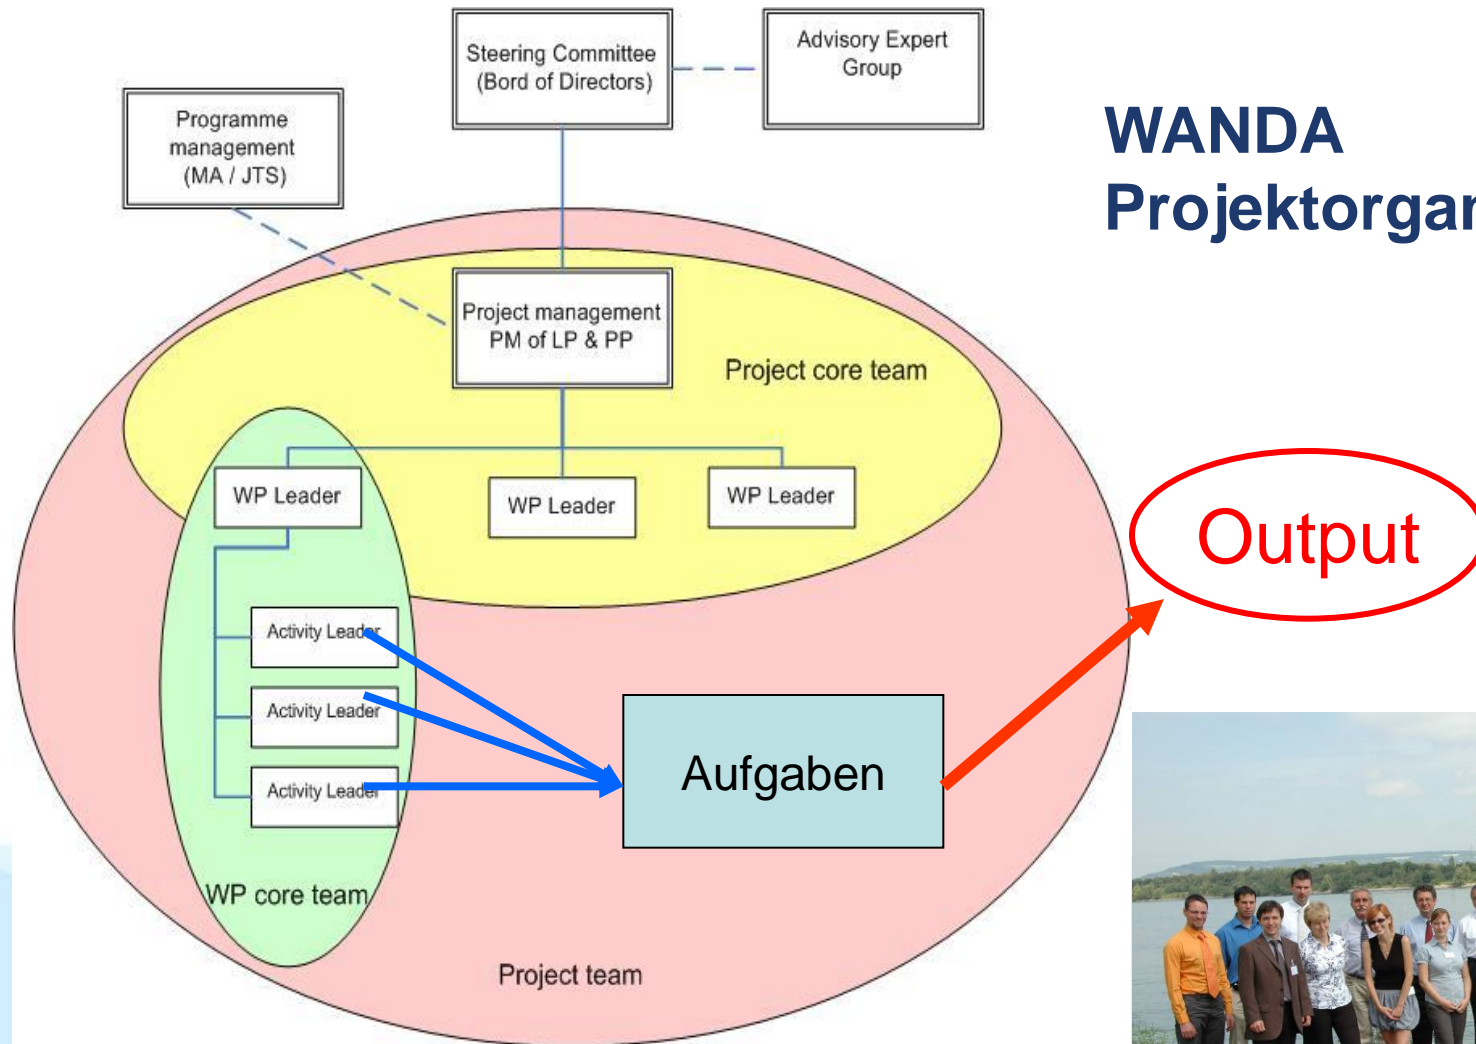 Steering Committee
(Bord of Directors)
Advisory Expert
Group
Programme
management
(MA / JTS)
WANDA
Projektorgan
Project management
PM of LP & PP
Project core team
WP Leader
WP Leader
WP Leader
Output
Activity Leader
Activity Leader
Activity Leader
Aufgaben
WP core team
Project team